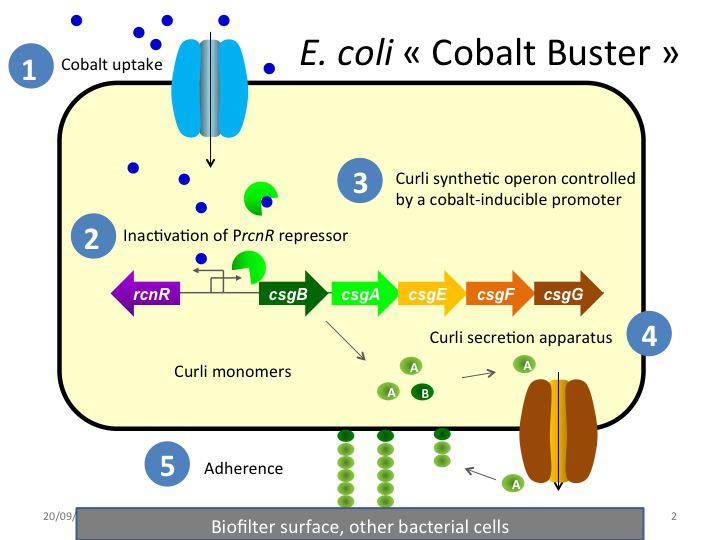 E. coli « Cobalt Buster »
1
Cobalt uptake
3
Curli synthetic operon controlled
by a cobalt-inducible promoter
2
Inactivation of PrcnR repressor
rcnR
csgB
csgA
csgE
csgF
csgG
Curli secretion apparatus
4
Curli monomers
A
A
B
A
5
Adherence
A
20/09/
Biofilter surface, other bacterial cells
2